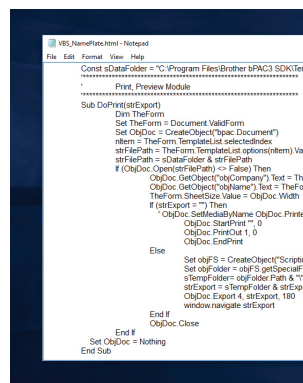 VBS_NamePlate.html - Notepad
File Edit Format View Help
Const sDataFolder = "C:\Program Files\Brother bPAC3 SDK\Te
'*******************************************************
' Print, Preview Module
'*******************************************************
Sub DoPrint(strExport)
Dim TheForm
Set TheForm = Document.ValidForm
Set ObjDoc = CreateObject("bpac.Document")
nItem = TheForm.TemplateList.selectedIndex
strFilePath = TheForm.TemplateList.options(nItem).Va
strFilePath = sDataFolder & strFilePath
If (ObjDoc.Open(strFilePath) <> False) Then
ObjDoc.GetObject("objCompany").Text = Th
ObjDoc.GetObject("objName").Text = TheFo
TheForm.SheetSize.Value = ObjDoc.Width
If (strExport = "") Then
' ObjDoc.SetMediaByName ObjDoc.Printe
ObjDoc.StartPrint "", 0
ObjDoc.PrintOut 1, 0
ObjDoc.EndPrint
Else
Set objFS = CreateObject("Scripti
Set objFolder = objFS.getSpecialF
sTempFolder= objFolder.Path & "\"
strExport = sTempFolder & strExp
ObjDoc.Export 4, strExport, 180
window.navigate strExport
End If
ObjDoc.Close
End If
Set ObjDoc = Nothing
End Sub